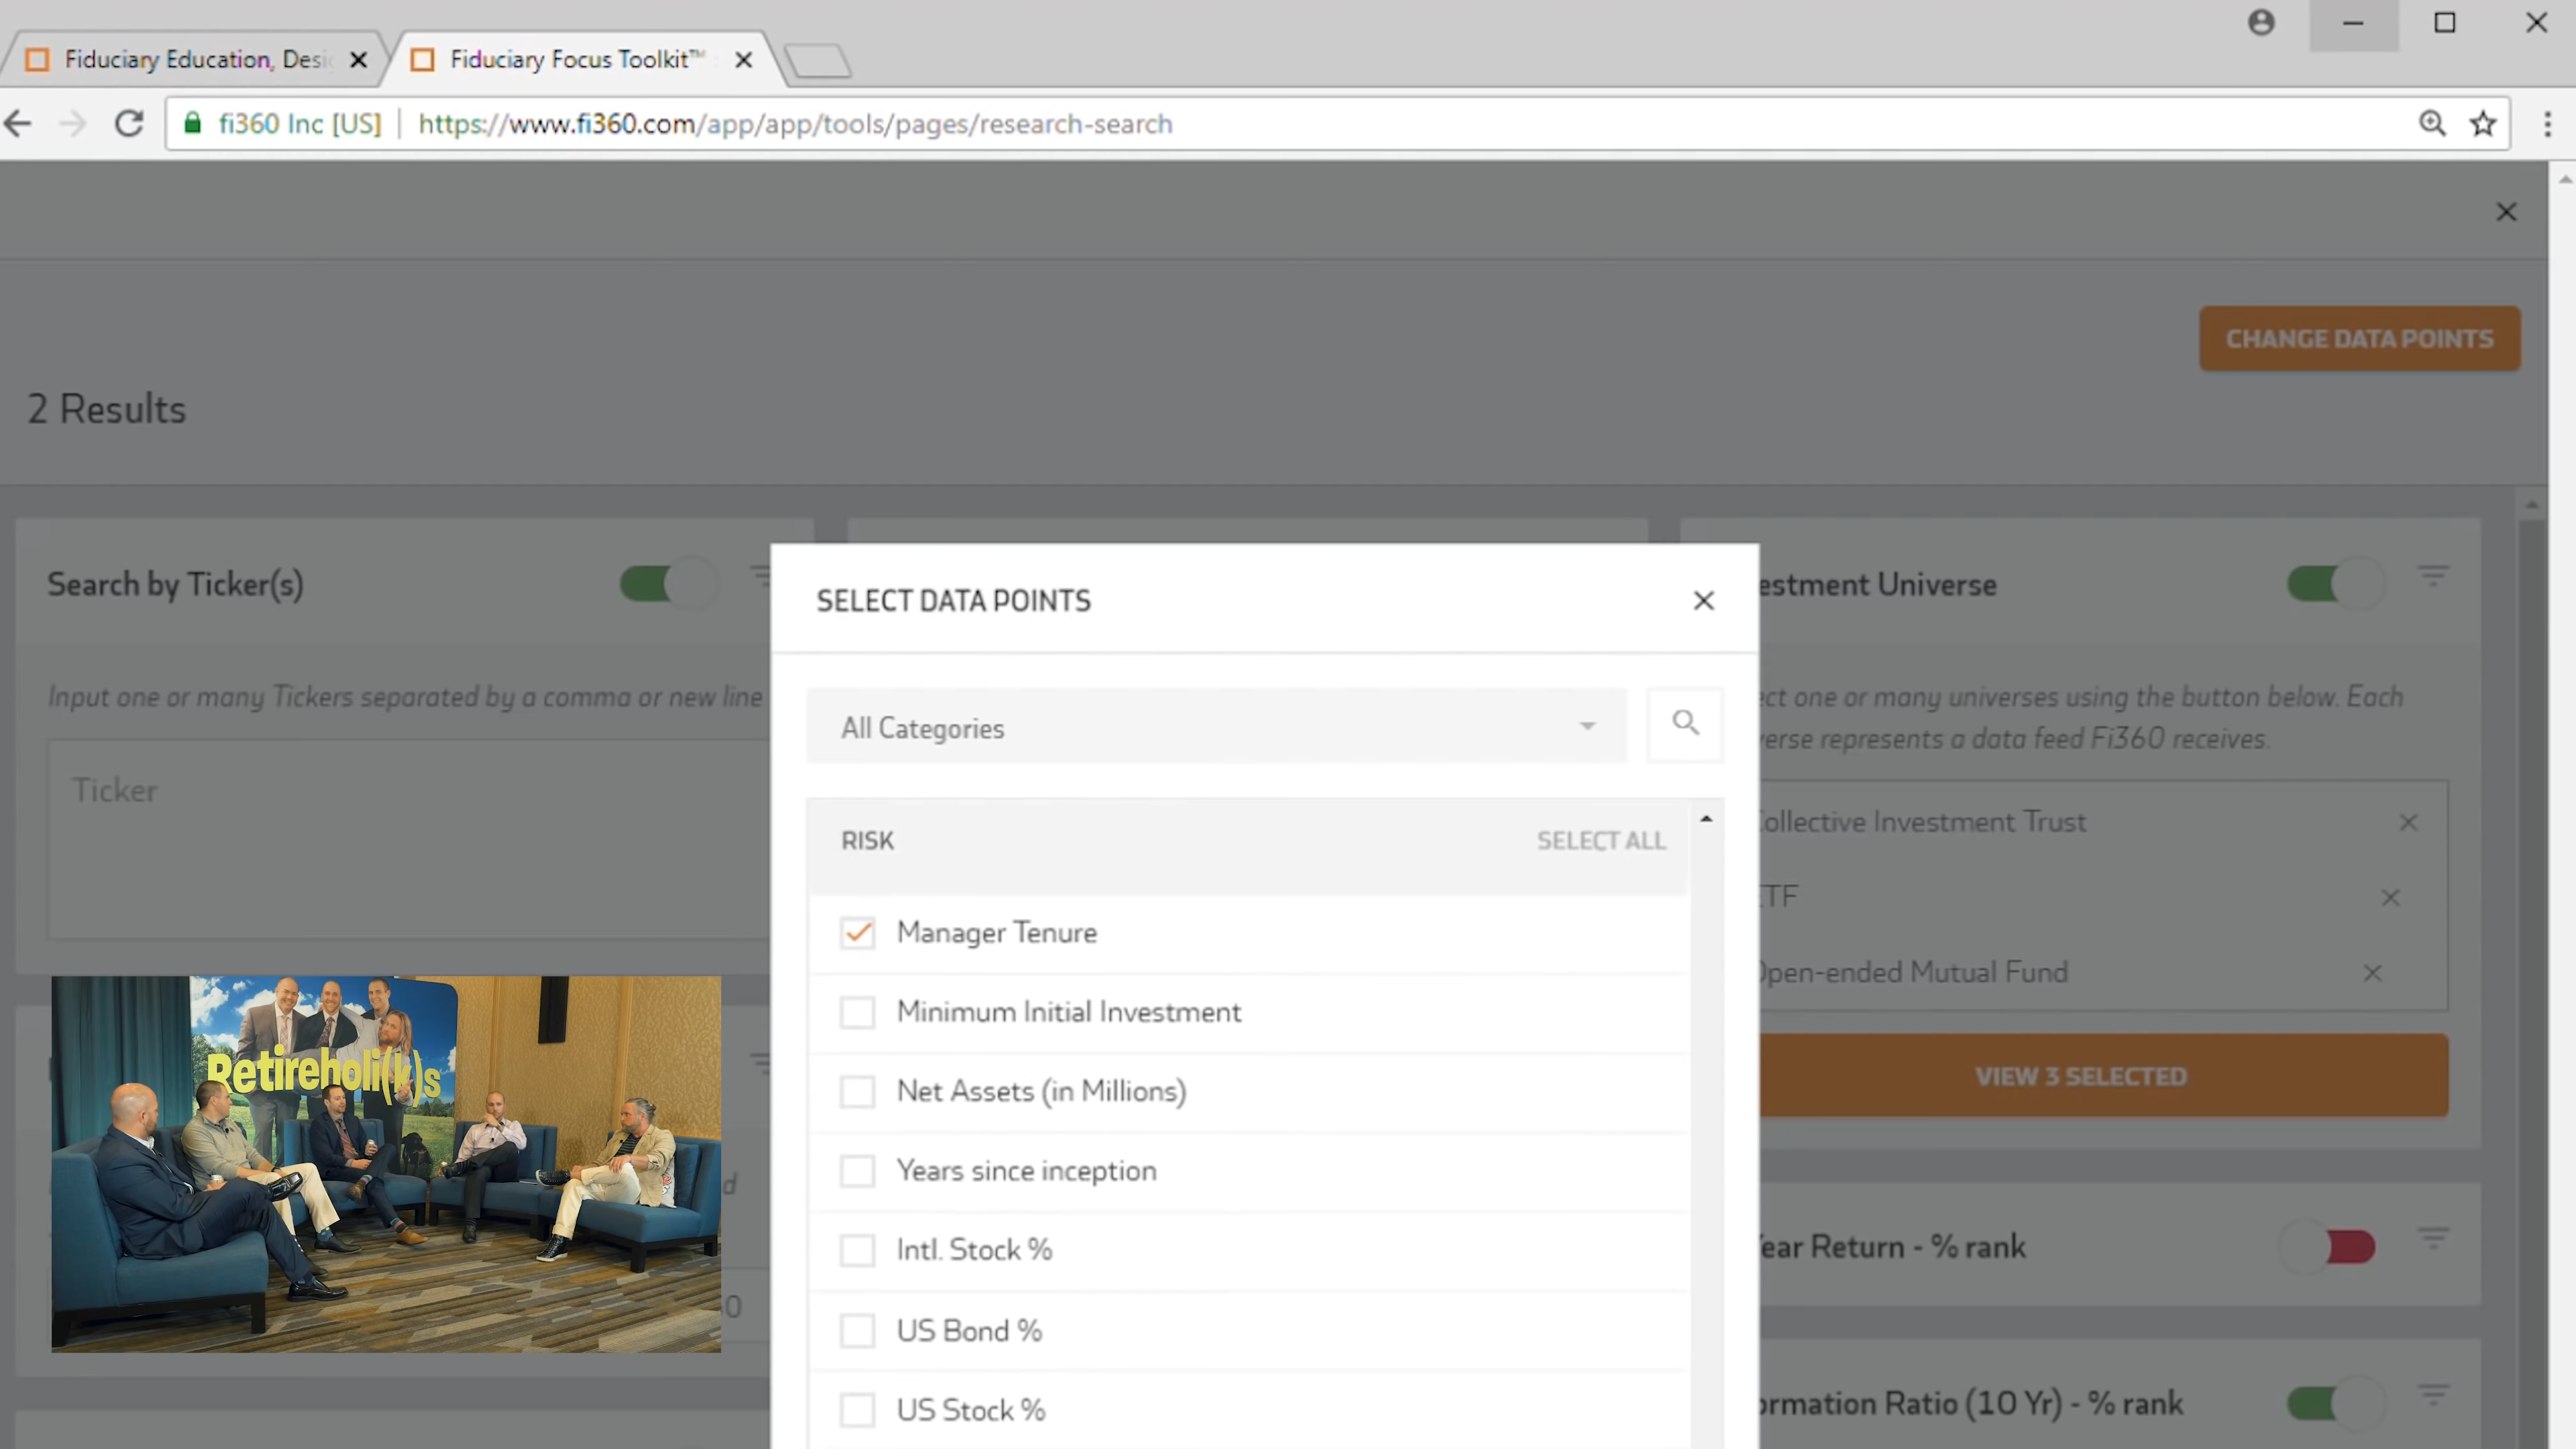 Fiduciary Education, Desi
Fiduciary Focus Toolkit™
fi360 Inc [US]
https://www.fi360.com/app/app/tools/pages/research-search
CHANGE DATA POINTS
2 Results
Search by Ticker(s)
Input one or many Tickers separated by a comma or new line
Ticker
SELECT DATA POINTS
All Categories
RISK
SELECT ALL
Manager Tenure
Minimum Initial Investment
Net Assets (in Millions)
Years since inception
Intl. Stock %
US Bond %
US Stock %
estment Universe
ct one or many universes using the button below. Each
erse represents a data feed Fi360 receives.
ollective Investment Trust
TF
pen-ended Mutual Fund
VIEW 3 SELECTED
ear Return - % rank
ormation Ratio (10 Yr) - % rank
Retireholi(k)s
d
0